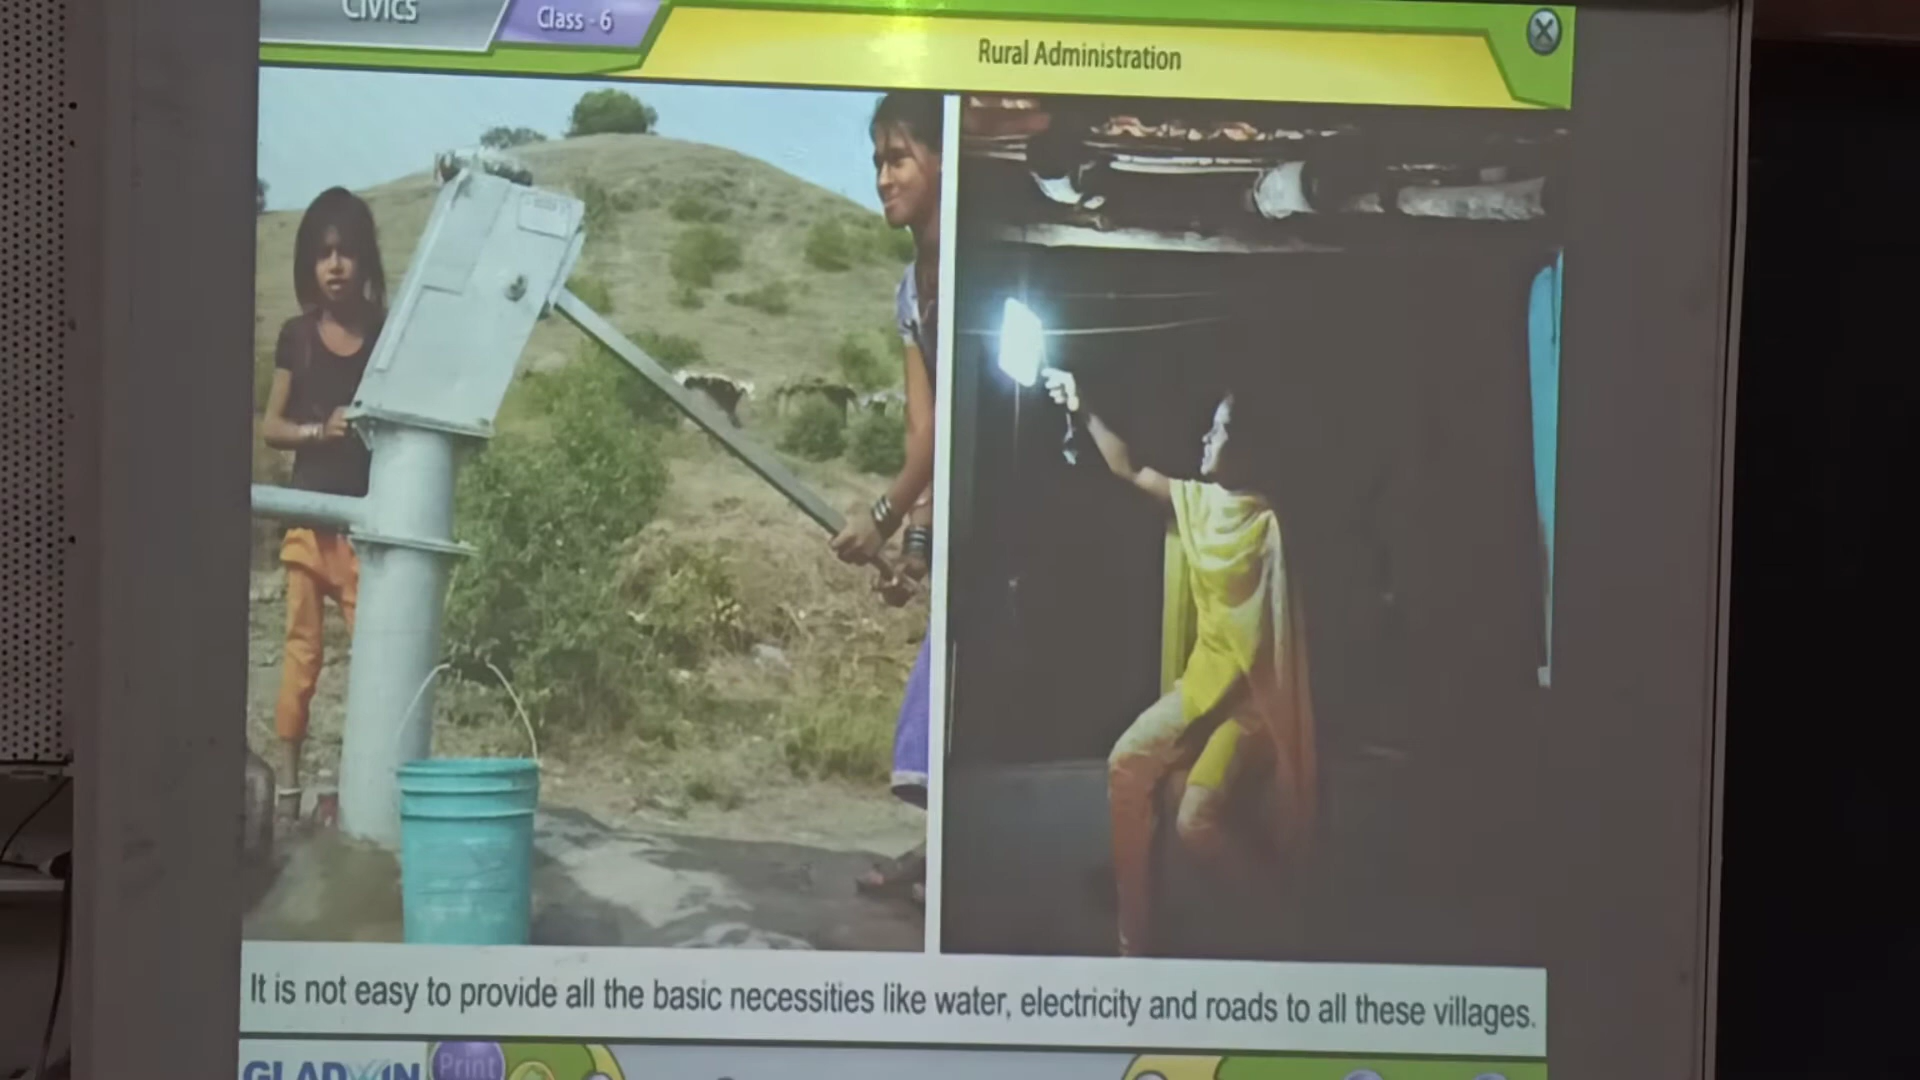 Civics
Class - 6
Rural Administration
It is not easy to provide all the basic necessities like water, electricity and roads to all these villages.
GLADWIN
Print